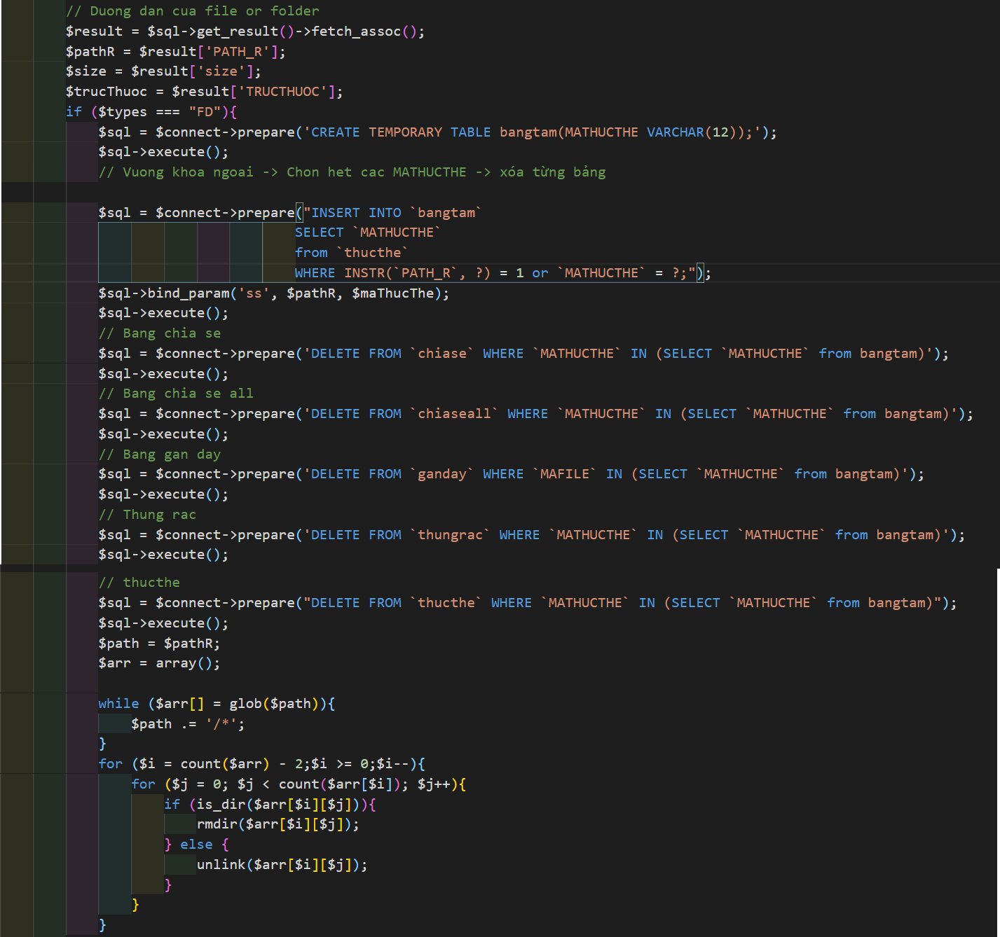 // Duong dan cua file or folder
$result = $sql->get_result()->fetch_assoc();
$pathR = $result['PATH_R'];
$size = $result['size'];
$trucThuoc = $result['TRUCTHUOC'];
if ($types === "FD"){
$sql = $connect->prepare('CREATE TEMPORARY TABLE bangtam(MATHUCTHE VARCHAR(12));');
$sql->execute();
// Vuong khoa ngoai -> Chon het cac MATHUCTHE -> xóa từng bảng
$sql = $connect->prepare("INSERT INTO `bangtam`
SELECT `MATHUCTHE`
from `thucthe`
WHERE INSTR(`PATH_R`, ?) = 1 or `MATHUCTHE` = ?;");
$sql->bind_param('ss', $pathR, $maThucThe);
$sql->execute();
// Bang chia se
$sql = $connect->prepare('DELETE FROM `chiase` WHERE `MATHUCTHE` IN (SELECT `MATHUCTHE` from bangtam)');
$sql->execute();
// Bang chia se all
$sql = $connect->prepare('DELETE FROM `chiaseall` WHERE `MATHUCTHE` IN (SELECT `MATHUCTHE` from bangtam)');
$sql->execute();
// Bang gan day
$sql = $connect->prepare('DELETE FROM `ganday` WHERE `MAFILE` IN (SELECT `MATHUCTHE` from bangtam)');
$sql->execute();
// Thung rac
$sql = $connect->prepare('DELETE FROM `thungrac` WHERE `MATHUCTHE` IN (SELECT `MATHUCTHE` from bangtam)');
$sql->execute();
// thucthe
$sql = $connect->prepare("DELETE FROM `thucthe` WHERE `MATHUCTHE` IN (SELECT `MATHUCTHE` from bangtam)");
$sql->execute();
$path = $pathR;
$arr = array();
while ($arr[] = glob($path)){
$path .= '/*';
}
for ($i = count($arr) - 2;$i >= 0;$i--){
for ($j = 0; $j < count($arr[$i]); $j++){
if (is_dir($arr[$i][$j])){
rmdir($arr[$i][$j]);
} else {
unlink($arr[$i][$j]);
}
}
}